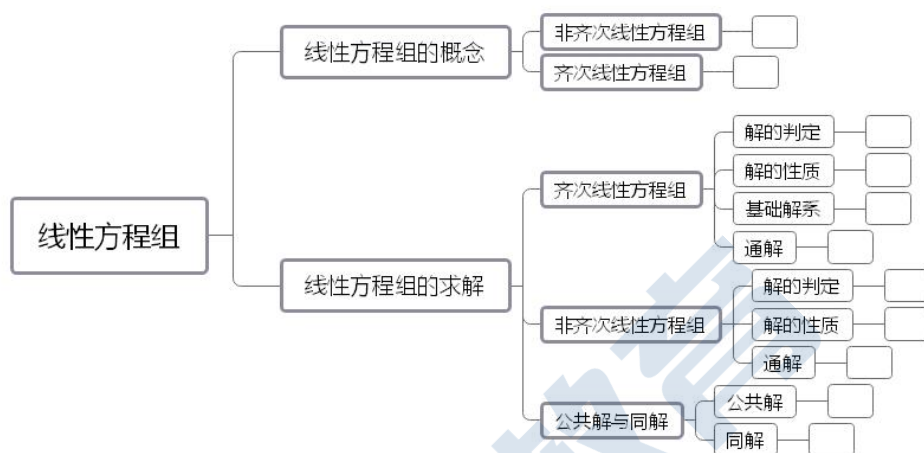 线性方程组
线性方程组的概念
非齐次线性方程组
齐次线性方程组
线性方程组的求解
齐次线性方程组
解的判定
解的性质
基础解系
通解
非齐次线性方程组
解的判定
解的性质
通解
公共解与同解
公共解
同解
教育